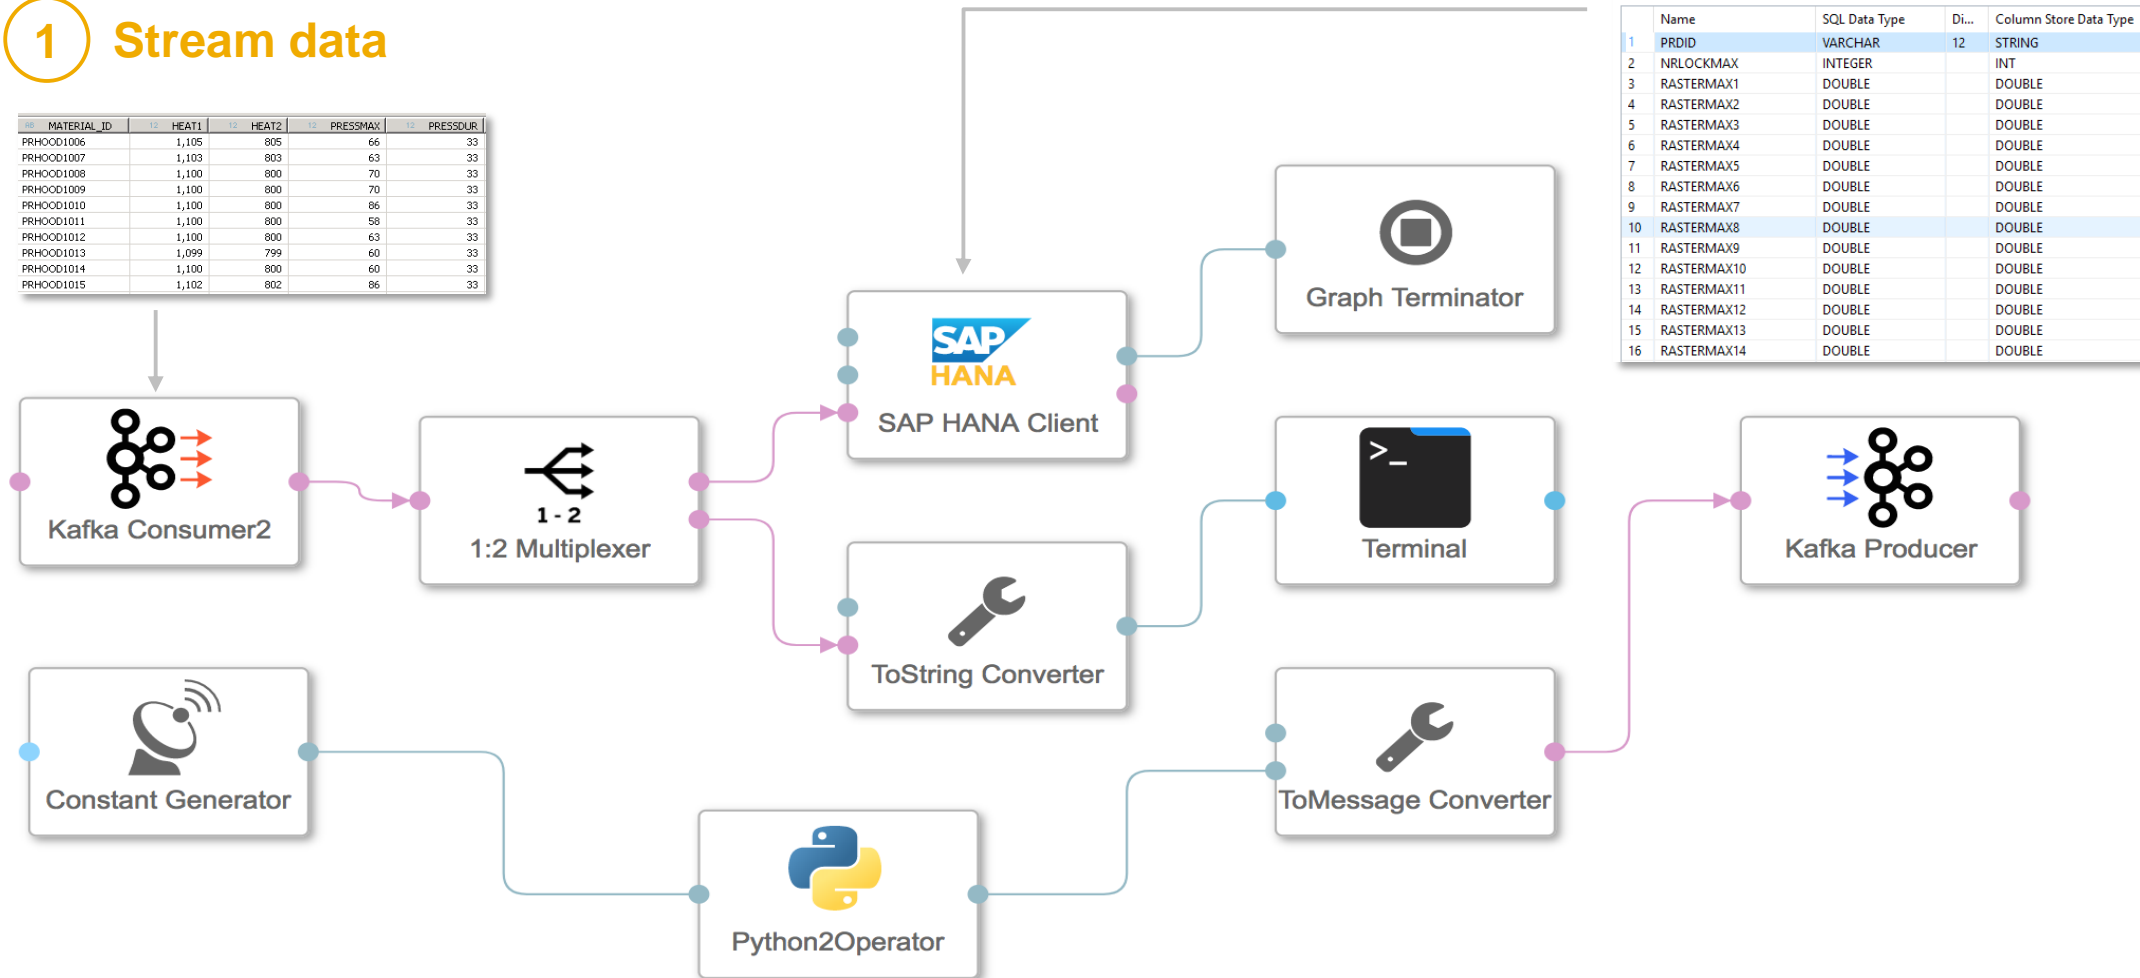 1 Stream data
AB MATERIAL_ID 12 HEAT1 12 HEAT2 12 PRESSMAX 12 PRESSDUR
PRHOOD1006 1,105 805 66 33
PRHOOD1007 1,103 803 63 33
PRHOOD1008 1,100 800 70 33
PRHOOD1009 1,100 800 70 33
PRHOOD1010 1,100 800 86 33
PRHOOD1011 1,100 800 58 33
PRHOOD1012 1,100 800 63 33
PRHOOD1013 1,099 799 60 33
PRHOOD1014 1,100 800 60 33
PRHOOD1015 1,102 802 86 33
Name SQL Data Type Di... Column Store Data Type
1 PRDID VARCHAR 12 STRING
2 NRLOCKMAX INTEGER INT
3 RASTERMAX1 DOUBLE DOUBLE
4 RASTERMAX2 DOUBLE DOUBLE
5 RASTERMAX3 DOUBLE DOUBLE
6 RASTERMAX4 DOUBLE DOUBLE
7 RASTERMAX5 DOUBLE DOUBLE
8 RASTERMAX6 DOUBLE DOUBLE
9 RASTERMAX7 DOUBLE DOUBLE
10 RASTERMAX8 DOUBLE DOUBLE
11 RASTERMAX9 DOUBLE DOUBLE
12 RASTERMAX10 DOUBLE DOUBLE
13 RASTERMAX11 DOUBLE DOUBLE
14 RASTERMAX12 DOUBLE DOUBLE
15 RASTERMAX13 DOUBLE DOUBLE
16 RASTERMAX14 DOUBLE DOUBLE
Graph Terminator
SAP
HANA
SAP HANA Client
Kafka Consumer2
1 - 2
1:2 Multiplexer
>_
Terminal
Kafka Producer
ToString Converter
Constant Generator
ToMessage Converter
Python2Operator